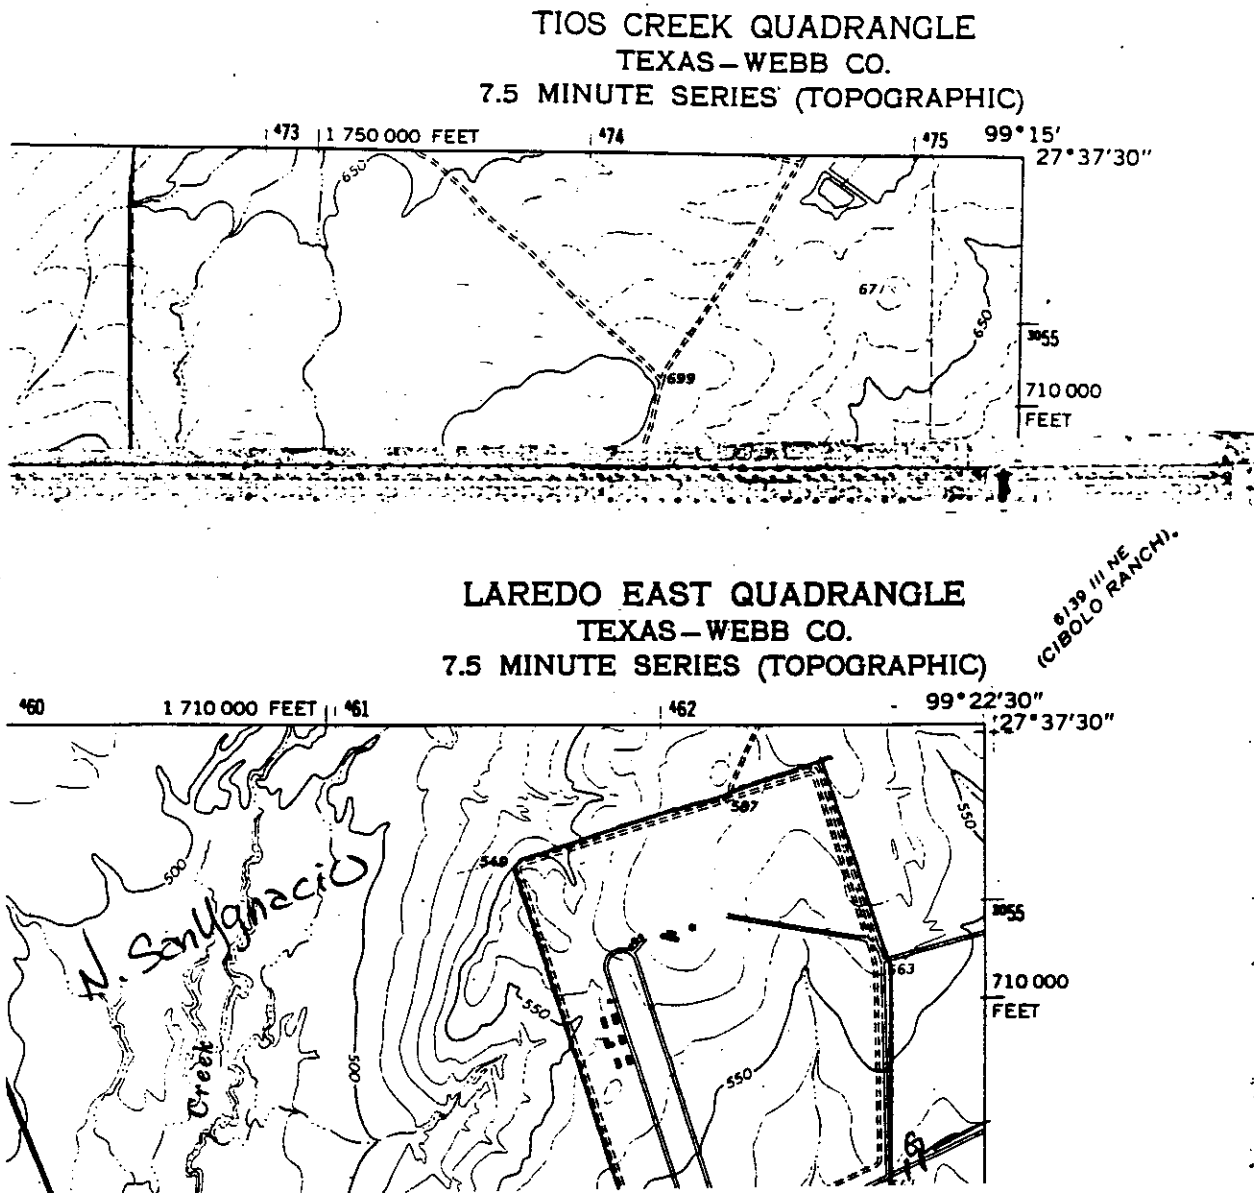 TIOS CREEK QUADRANGLE
TEXAS–WEBB CO.
7.5 MINUTE SERIES (TOPOGRAPHIC)
473 1 750 000 FEET 474 475 99°15'
27°37'30"
650
671
650
3055
699
710 000
FEET
6139 III NE
(CIBOLO RANCH).
LAREDO EAST QUADRANGLE
TEXAS–WEBB CO.
7.5 MINUTE SERIES (TOPOGRAPHIC)
460 1 710 000 FEET 461 462 99°22'30"
27°37'30"
587
550
549
500
N. San Ygnacio
Creek
3055
563
710 000
FEET
550
500
550